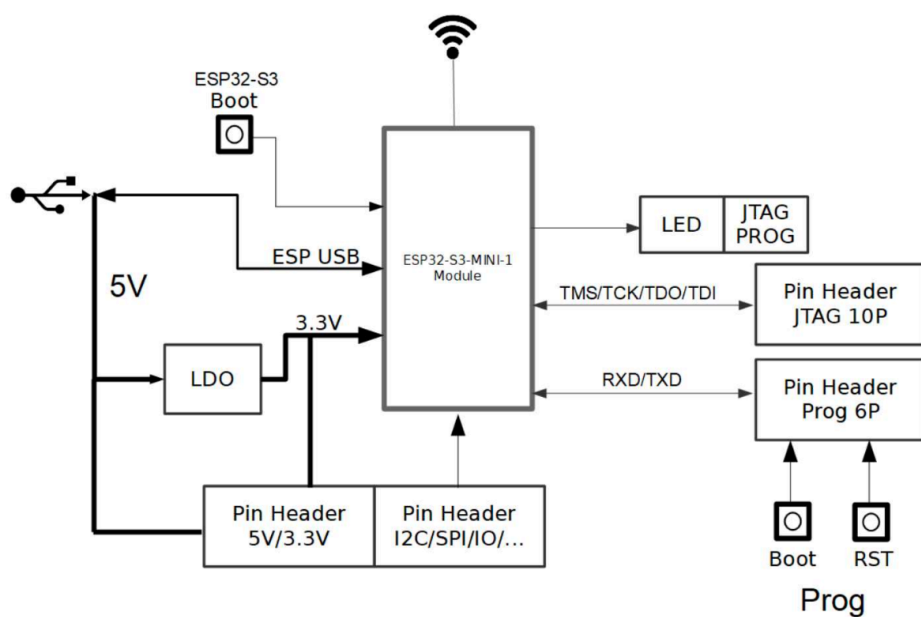 ESP32-S3
Boot
ESP USB
5V
3.3V
LDO
ESP32-S3-MINI-1
Module
LED
JTAG
PROG
TMS/TCK/TDO/TDI
Pin Header
JTAG 10P
RXD/TXD
Pin Header
Prog 6P
Pin Header
5V/3.3V
Pin Header
I2C/SPI/IO/...
Boot
RST
Prog